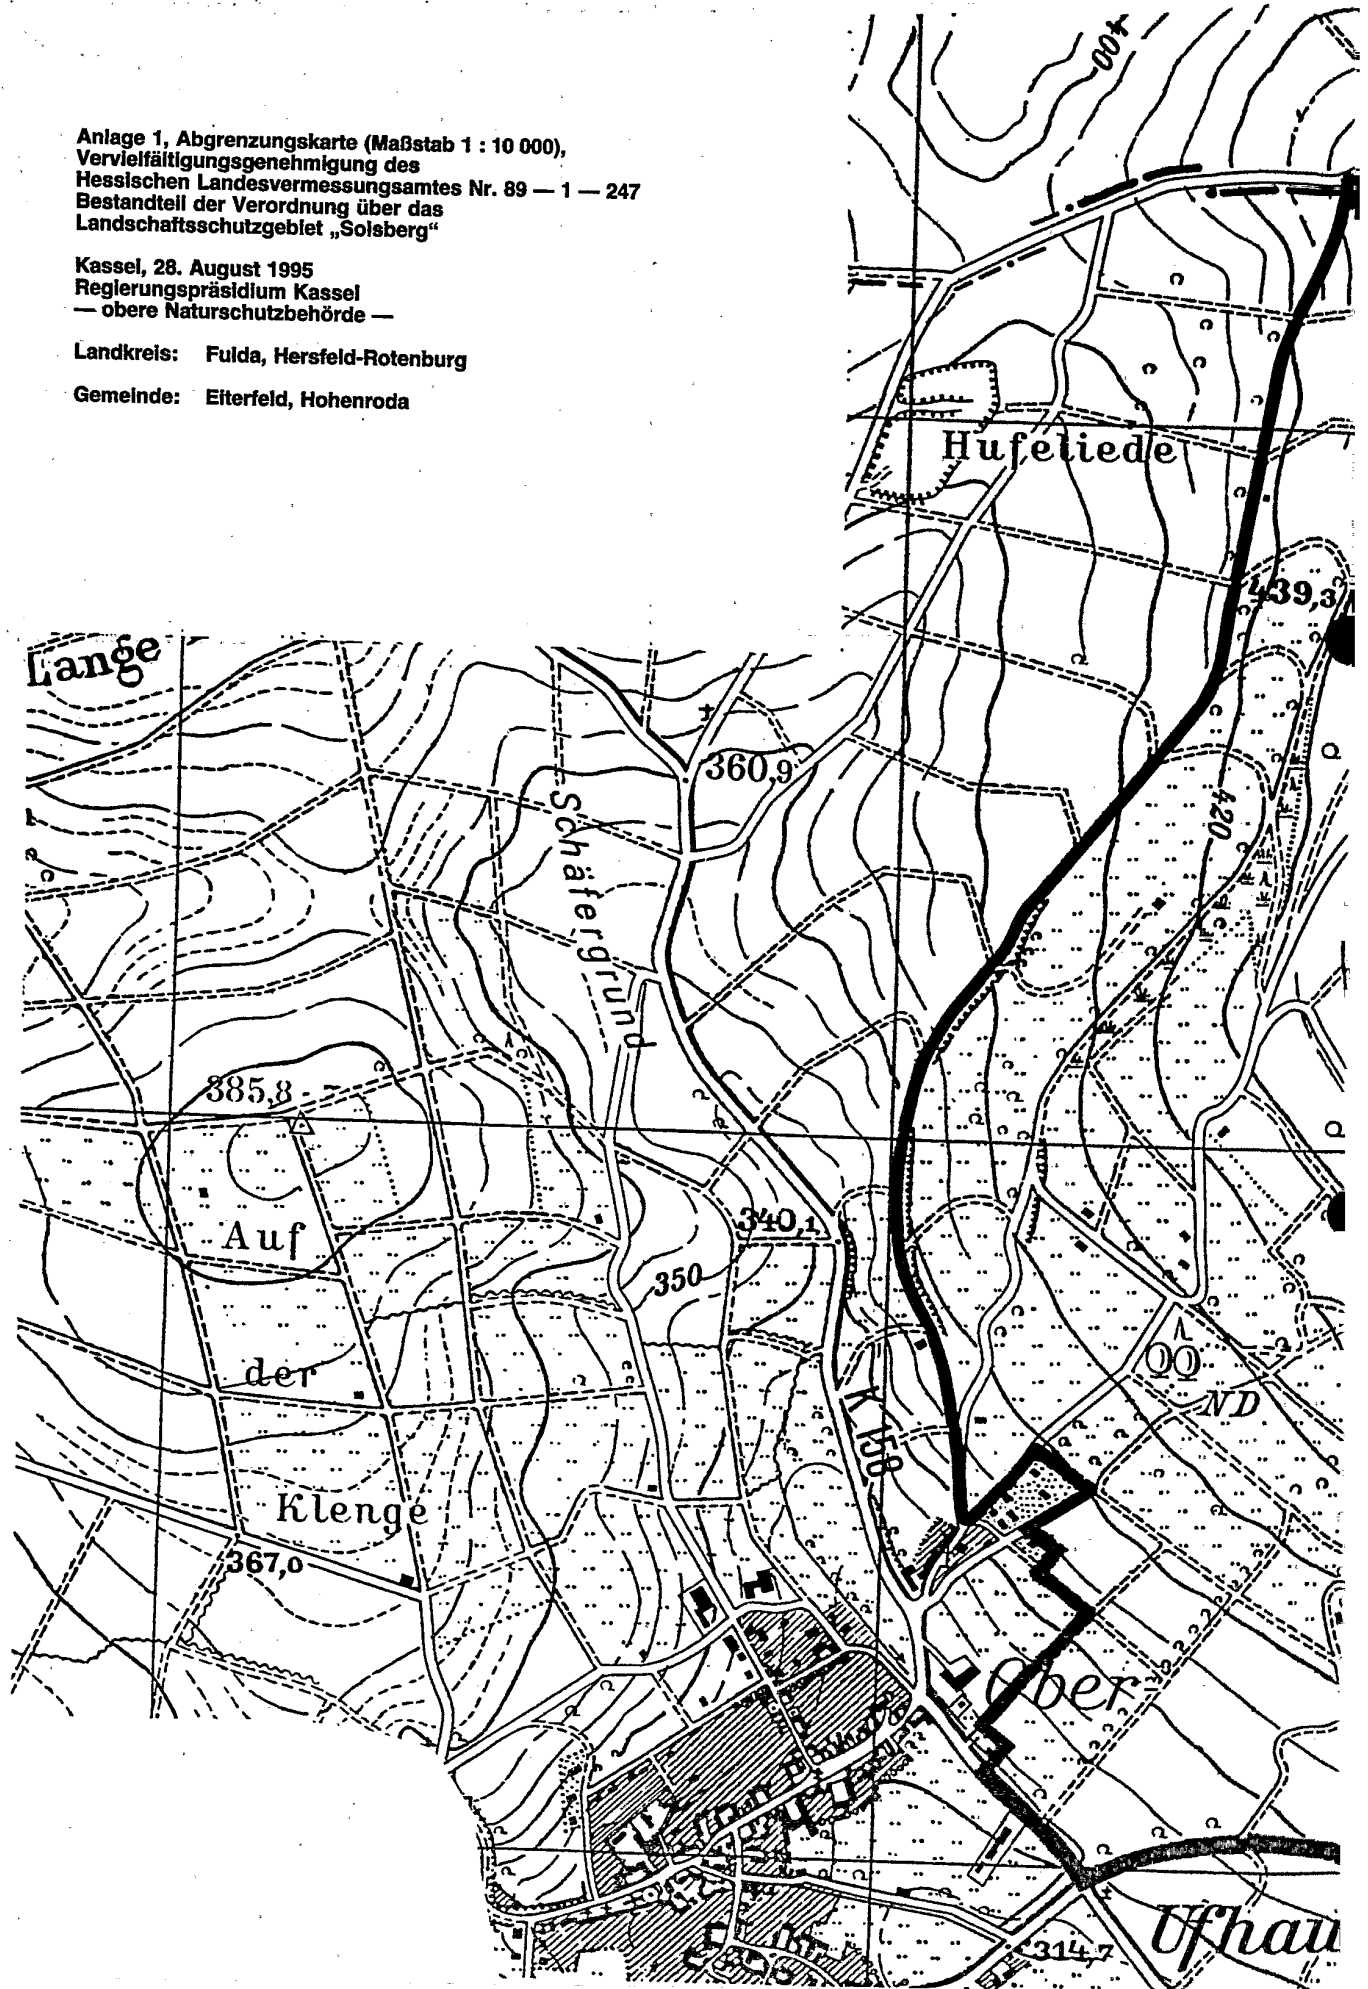 Anlage 1, Abgrenzungskarte (Maßstab 1 : 10 000),
Vervielfältigungsgenehmigung des
Hessischen Landesvermessungsamtes Nr. 89 — 1 — 247
Bestandteil der Verordnung über das
Landschaftsschutzgebiet „Solsberg“
Kassel, 28. August 1995
Regierungspräsidium Kassel
— obere Naturschutzbehörde —
Landkreis: Fulda, Hersfeld-Rotenburg
Gemeinde: Eiterfeld, Hohenroda
400
Hufeliede
439,3
Lange
360,9
Schäfergrund
420
385,8
Auf
340,1
350
der
K 158
ND
Klenge
367,0
Ober
Ufhau
314,7